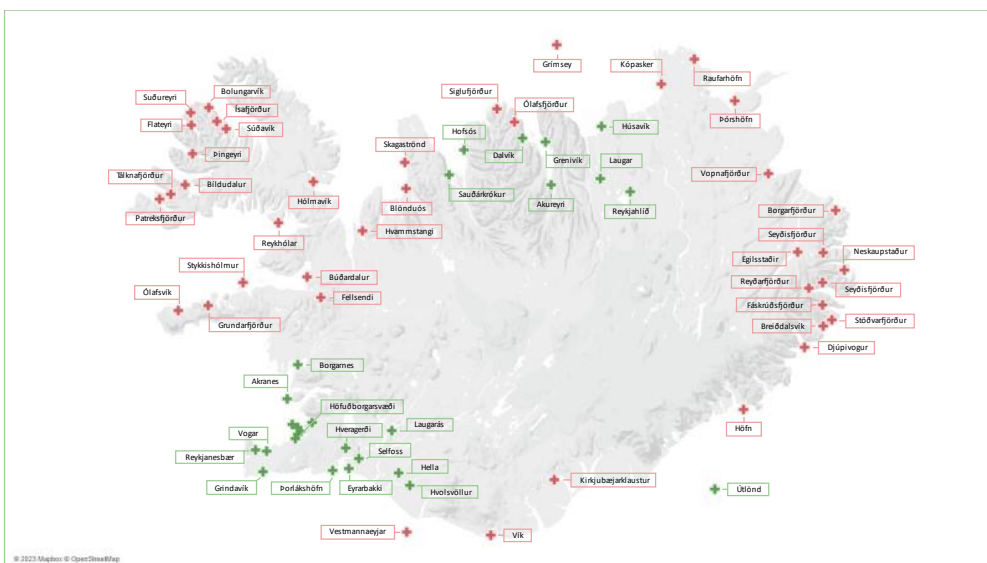 Grímsey
Kópasker
Raufarhöfn
Bolungarvík
Suðureyri
Ísafjörður
Siglufjörður
Ólafsfjörður
Þórshöfn
Flateyri
Súðavík
Hofsós
Húsavík
Skagaströnd
Þingeyri
Dalvík
Grenivík
Laugar
Tálknafjörður
Bíldudalur
Vopnafjörður
Sauðárkrókur
Hólmavík
Blönduós
Akureyri
Reykjahlíð
Patreksfjörður
Borgarfjörður
Hvammstangi
Seyðisfjörður
Reykhólar
Neskaupstaður
Egilsstaðir
Stykkishólmur
Búðardalur
Reyðarfjörður
Seyðisfjörður
Ólafsvík
Fellsendi
Fáskrúðsfjörður
Grundarfjörður
Breiðdalsvík
Stöðvarfjörður
Djúpivogur
Borgarnes
Akranes
Höfuðborgarsvæði
Laugarás
Hveragerði
Höfn
Vogar
Selfoss
Reykjanesbær
Hella
Kirkjubæjarklaustur
Grindavík
Þorlákshöfn
Eyrarbakki
Hvolsvöllur
Útlönd
Vestmannaeyjar
Vík
© 2023 Mapbox © OpenStreetMap